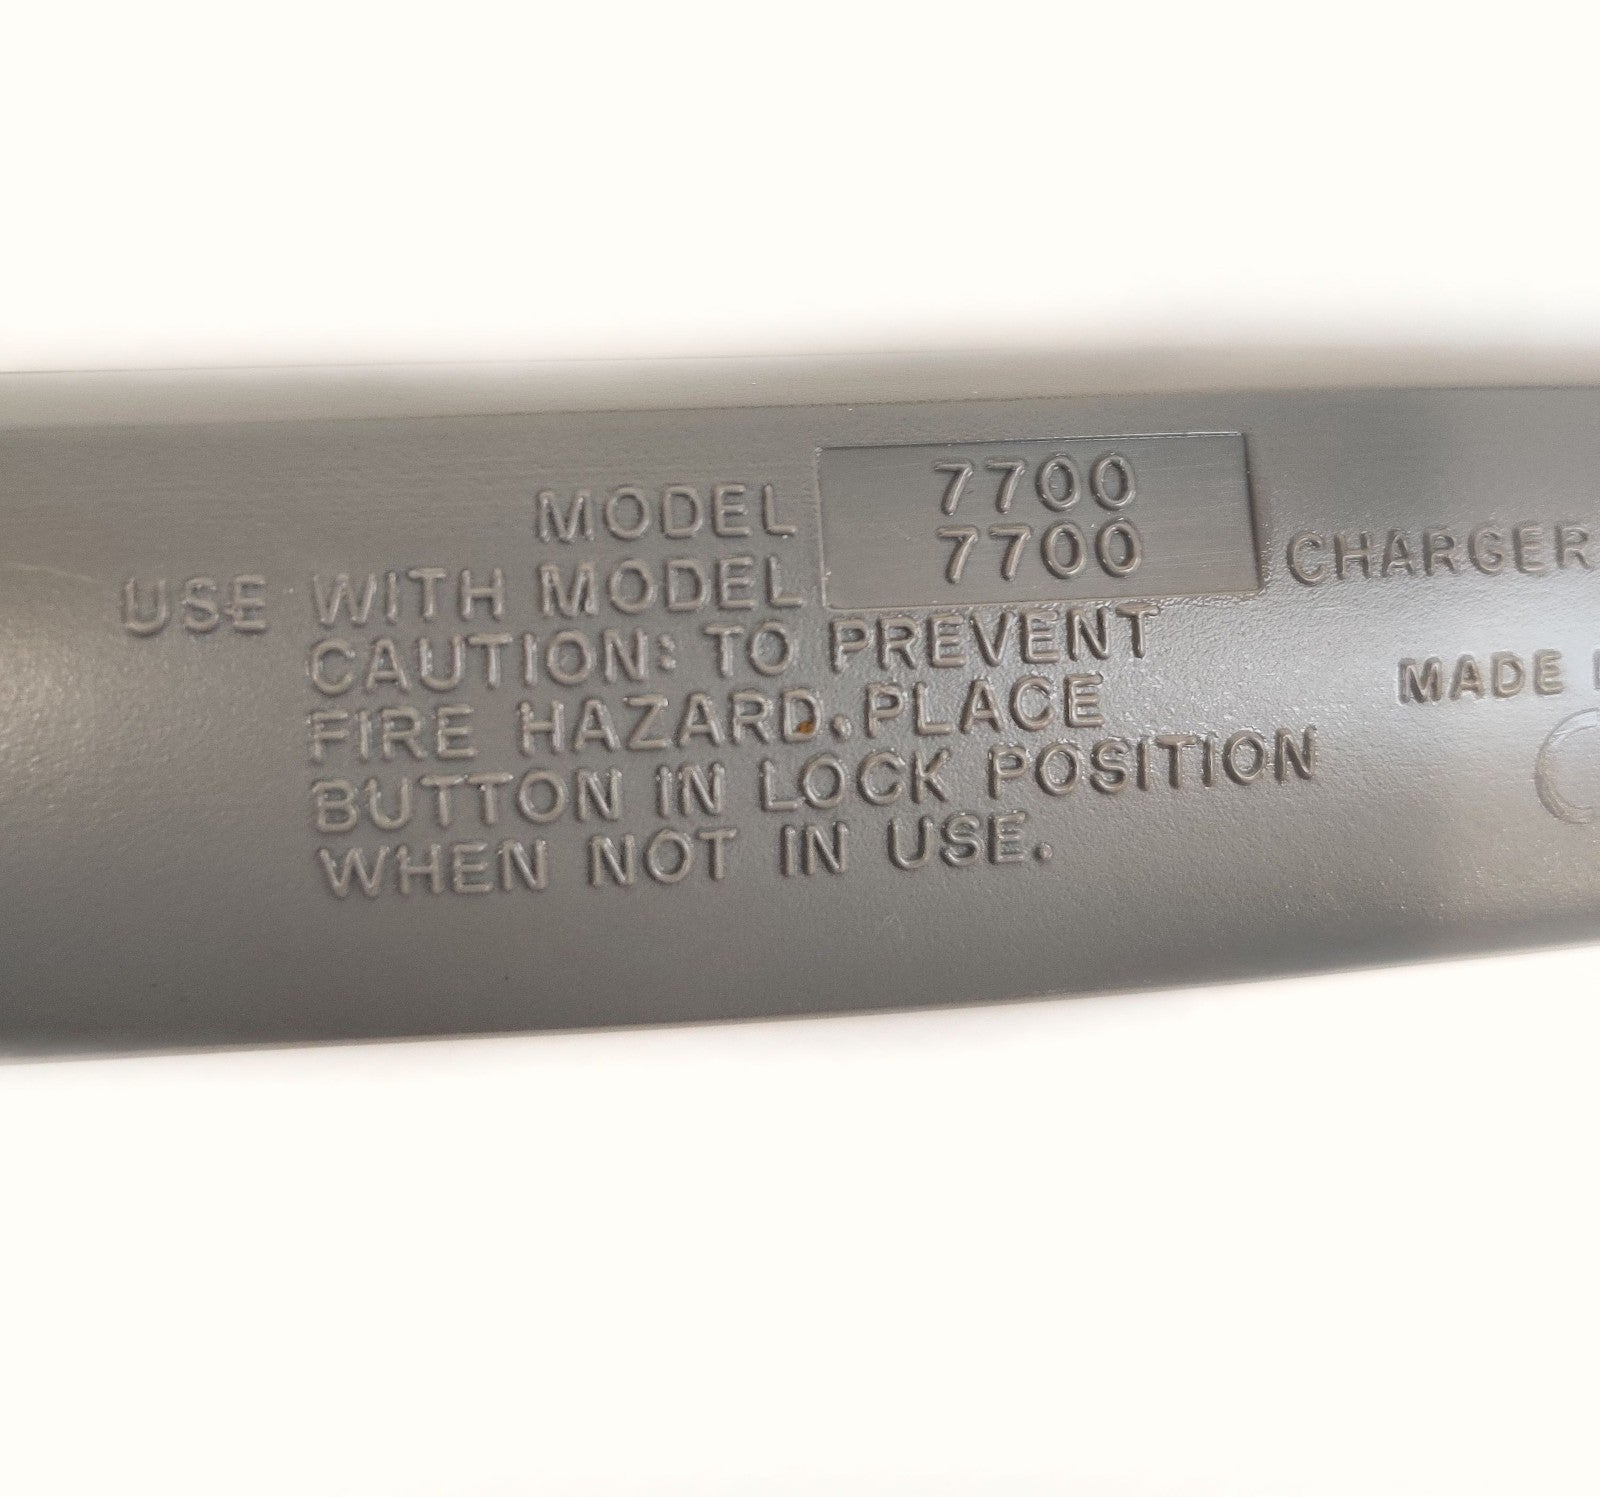 MODEL 7700
USE WITH MODEL 7700 CHARGER
CAUTION: TO PREVENT
FIRE HAZARD, PLACE
BUTTON IN LOCK POSITION
WHEN NOT IN USE.
MADE